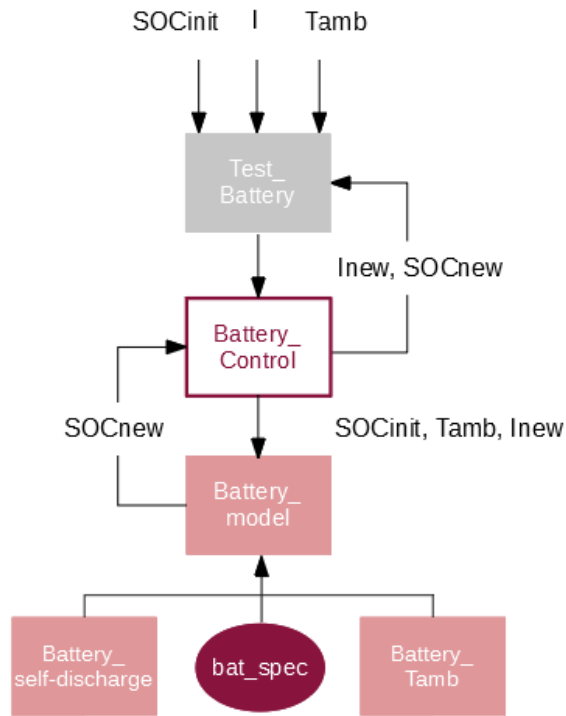 SOCinit I Tamb
Test_
Battery
Inew, SOCnew
Battery_
Control
SOCnew
SOCinit, Tamb, Inew
Battery_
model
Battery_
self-discharge
bat_spec
Battery_
Tamb